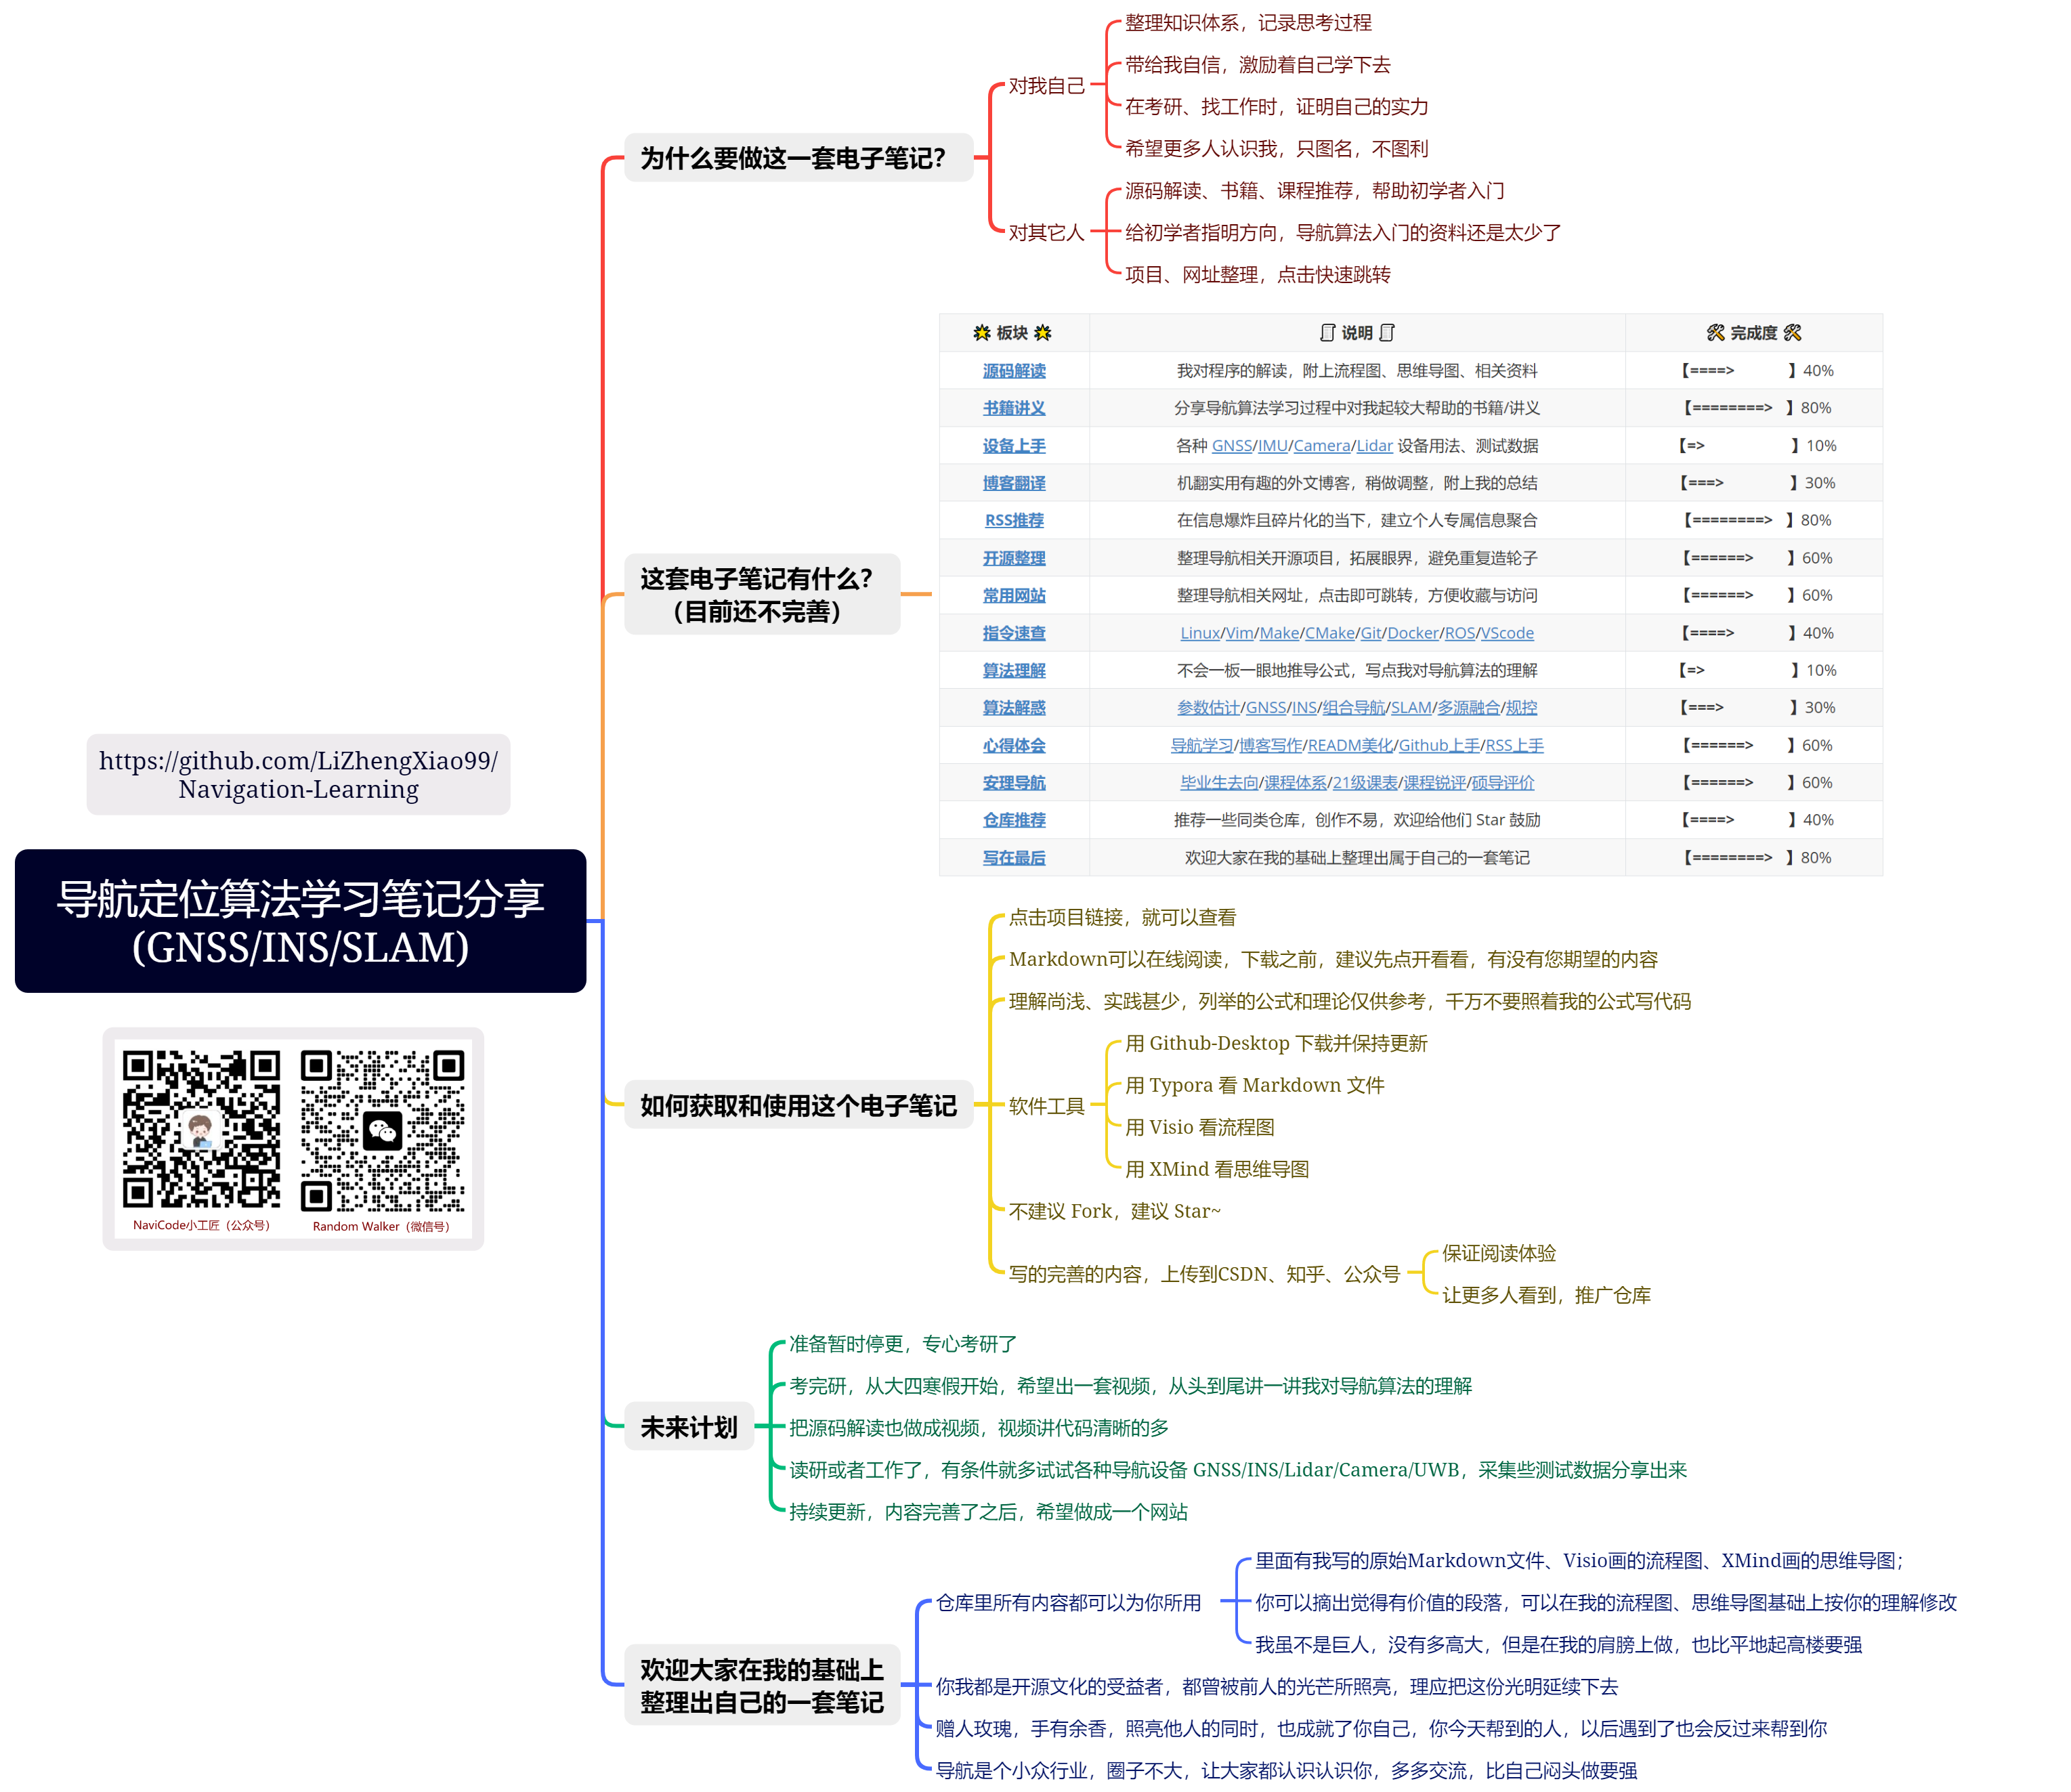 https://github.com/LiZhengXiao99/
Navigation-Learning
导航定位算法学习笔记分享
(GNSS/INS/SLAM)
NaviCode小工匠（公众号）
Random Walker（微信号）
为什么要做这一套电子笔记？
对我自己
整理知识体系，记录思考过程
带给我自信，激励着自己学下去
在考研、找工作时，证明自己的实力
希望更多人认识我，只图名，不图利
对其它人
源码解读、书籍、课程推荐，帮助初学者入门
给初学者指明方向，导航算法入门的资料还是太少了
项目、网址整理，点击快速跳转
这套电子笔记有什么？
（目前还不完善）
板块 说明 完成度
源码解读 我对程序的解读，附上流程图、思维导图、相关资料 【====> 】40%
书籍讲义 分享导航算法学习过程中对我起较大帮助的书籍/讲义 【========> 】80%
设备上手 各种 GNSS/IMU/Camera/Lidar 设备用法、测试数据 【=> 】10%
博客翻译 机翻实用有趣的外文博客，稍做调整，附上我的总结 【===> 】30%
RSS推荐 在信息爆炸且碎片化的当下，建立个人专属信息聚合 【========> 】80%
开源整理 整理导航相关开源项目，拓展眼界，避免重复造轮子 【======> 】60%
常用网站 整理导航相关网址，点击即可跳转，方便收藏与访问 【======> 】60%
指令速查 Linux/Vim/Make/CMake/Git/Docker/ROS/VScode 【====> 】40%
算法理解 不会一板一眼地推导公式，写点我对导航算法的理解 【=> 】10%
算法解惑 参数估计/GNSS/INS/组合导航/SLAM/多源融合/规控 【===> 】30%
心得体会 导航学习/博客写作/READM美化/Github上手/RSS上手 【======> 】60%
安理导航 毕业生去向/课程体系/21级课表/课程锐评/硕导评价 【======> 】60%
仓库推荐 推荐一些同类仓库，创作不易，欢迎给他们 Star 鼓励 【====> 】40%
写在最后 欢迎大家在我的基础上整理出属于自己的一套笔记 【========> 】80%
如何获取和使用这个电子笔记
点击项目链接，就可以查看
Markdown可以在线阅读，下载之前，建议先点开看看，有没有您期望的内容
理解尚浅、实践甚少，列举的公式和理论仅供参考，千万不要照着我的公式写代码
软件工具
用 Github-Desktop 下载并保持更新
用 Typora 看 Markdown 文件
用 Visio 看流程图
用 XMind 看思维导图
不建议 Fork，建议 Star~
写的完善的内容，上传到CSDN、知乎、公众号
保证阅读体验
让更多人看到，推广仓库
未来计划
准备暂时停更，专心考研了
考完研，从大四寒假开始，希望出一套视频，从头到尾讲一讲我对导航算法的理解
把源码解读也做成视频，视频讲代码清晰的多
读研或者工作了，有条件就多试试各种导航设备 GNSS/INS/Lidar/Camera/UWB，采集些测试数据分享出来
持续更新，内容完善了之后，希望做成一个网站
欢迎大家在我的基础上
整理出自己的一套笔记
仓库里所有内容都可以为你所用
里面有我写的原始Markdown文件、Visio画的流程图、XMind画的思维导图；
你可以摘出觉得有价值的段落，可以在我的流程图、思维导图基础上按你的理解修改
我虽不是巨人，没有多高大，但是在我的肩膀上做，也比平地起高楼要强
你我都是开源文化的受益者，都曾被前人的光芒所照亮，理应把这份光明延续下去
赠人玫瑰，手有余香，照亮他人的同时，也成就了你自己，你今天帮到的人，以后遇到了也会反过来帮到你
导航是个小众行业，圈子不大，让大家都认识认识你，多多交流，比自己闷头做要强